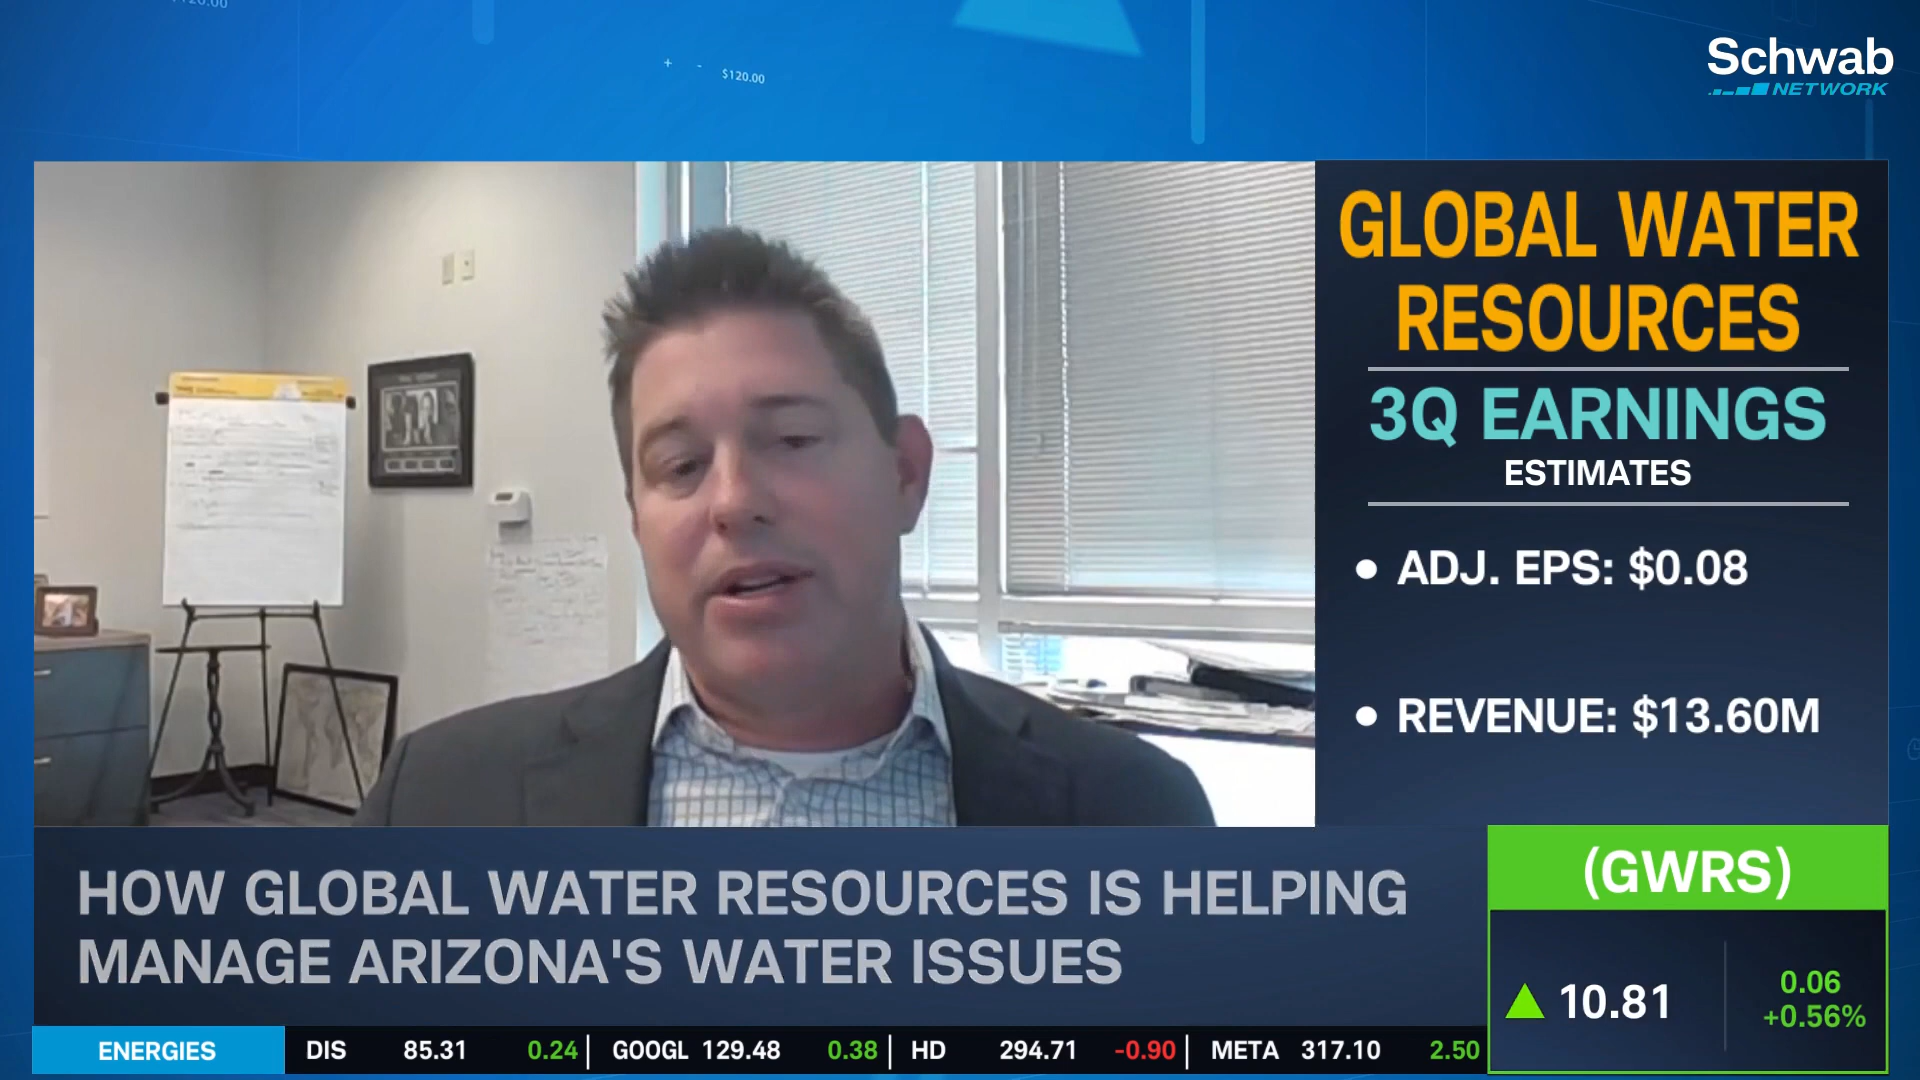 $120.00
Schwab
NETWORK
GLOBAL WATER
RESOURCES
3Q EARNINGS
ESTIMATES
• ADJ. EPS: $0.08
• REVENUE: $13.60M
HOW GLOBAL WATER RESOURCES IS HELPING
MANAGE ARIZONA'S WATER ISSUES
(GWRS)
▲ 10.81
0.06
+0.56%
ENERGIES DIS 85.31 0.24 | GOOGL 129.48 0.38 | HD 294.71 -0.90 | META 317.10 2.50